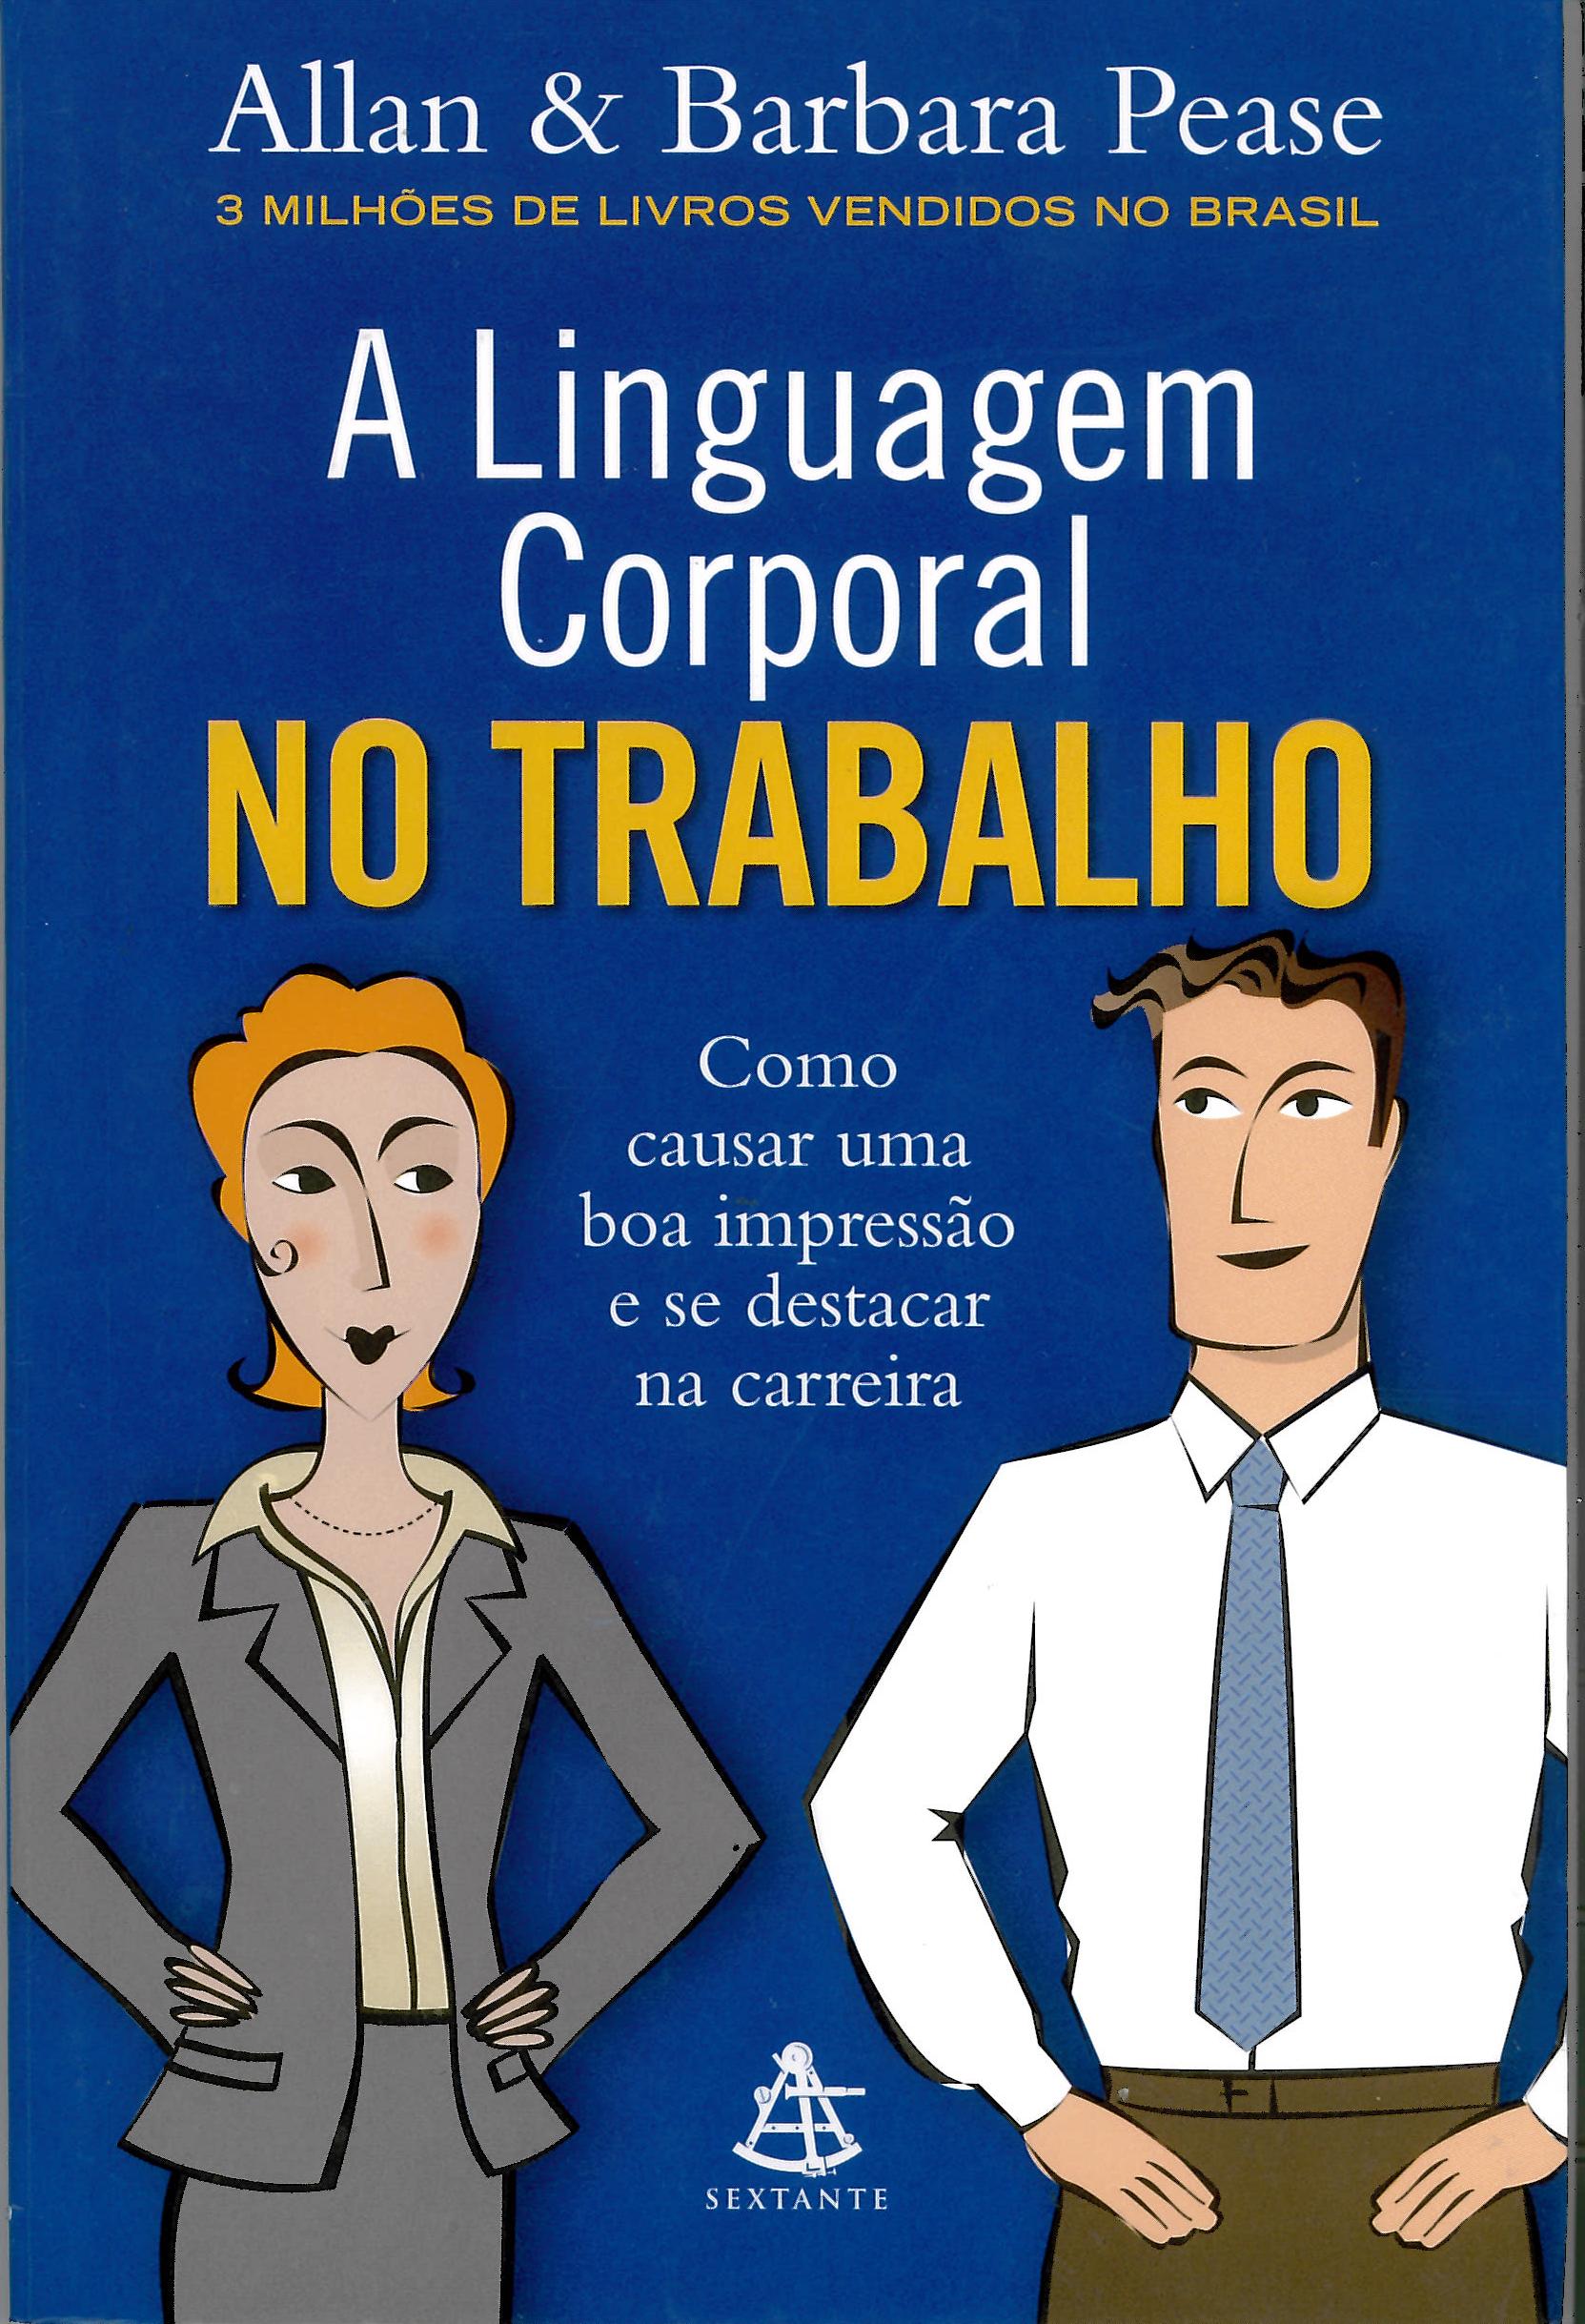 Allan & Barbara Pease
3 MILHÕES DE LIVROS VENDIDOS NO BRASIL
A Linguagem
Corporal
NO TRABALHO
Como
causar uma
boa impressão
e se destacar
na carreira
SEXTANTE